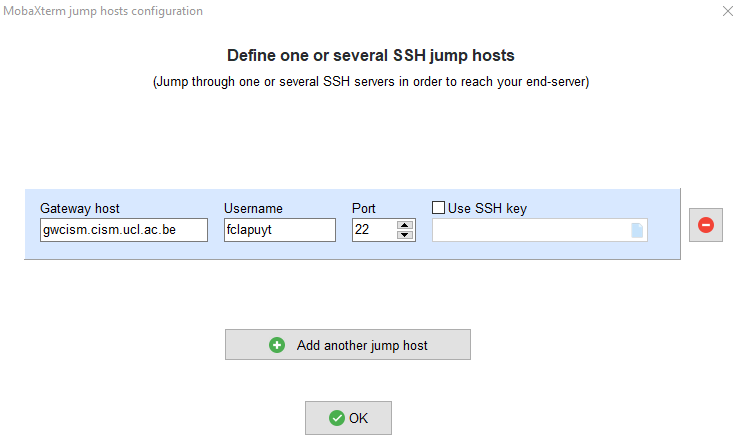 MobaXterm jump hosts configuration
Define one or several SSH jump hosts
(Jump through one or several SSH servers in order to reach your end-server)
Gateway host Username Port Use SSH key
gwcism.cism.ucl.ac.be fclapuyt 22
Add another jump host
OK